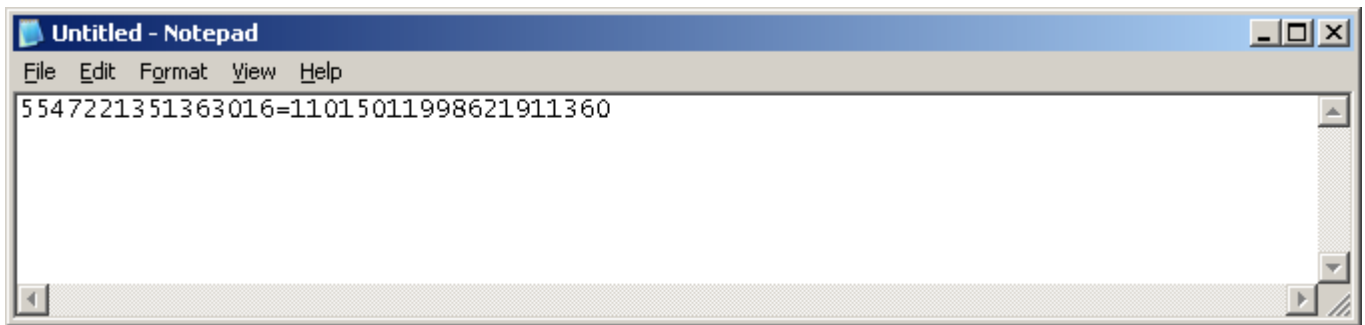 Untitled - Notepad
File Edit Format View Help
5547221351363016=11015011998621911360